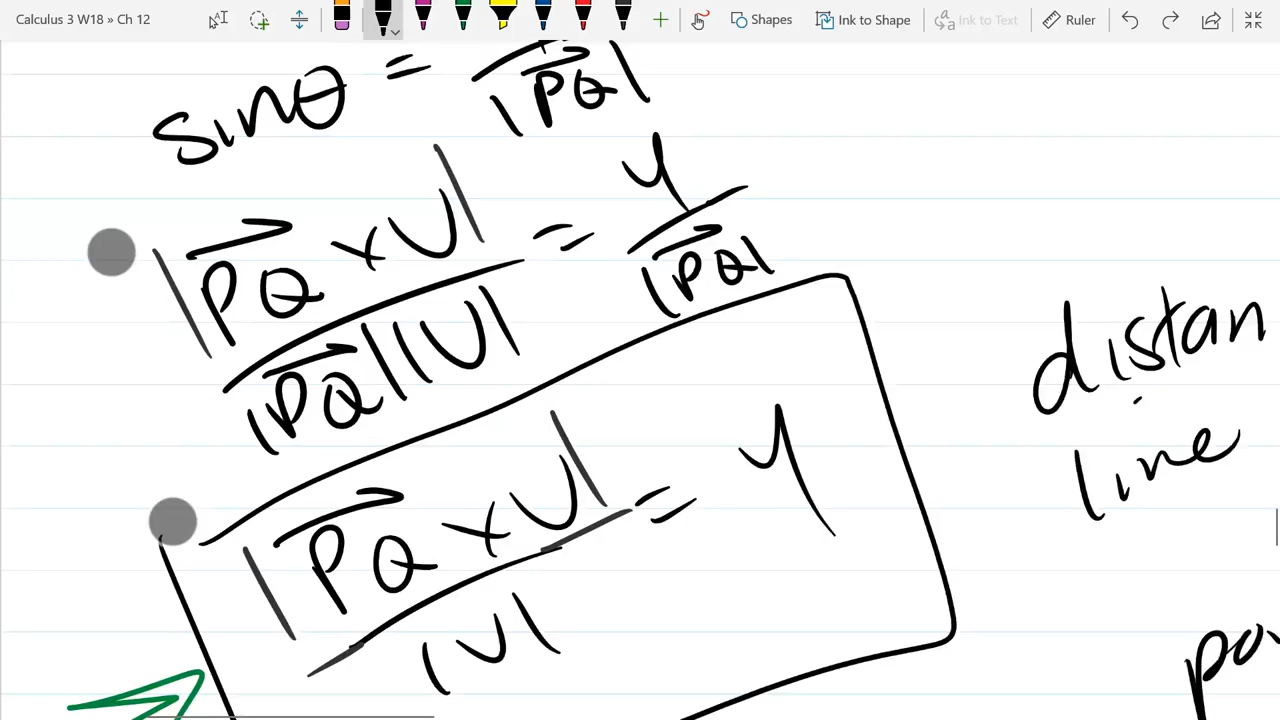 Calculus 3 W18 » Ch 12
Shapes
Ink to Shape
Ink to Text
Ruler
sinθ = / |PQ|
|PQ × V| / |PQ||V| = y / |PQ|
|PQ × V| / |V| = y
distan
line